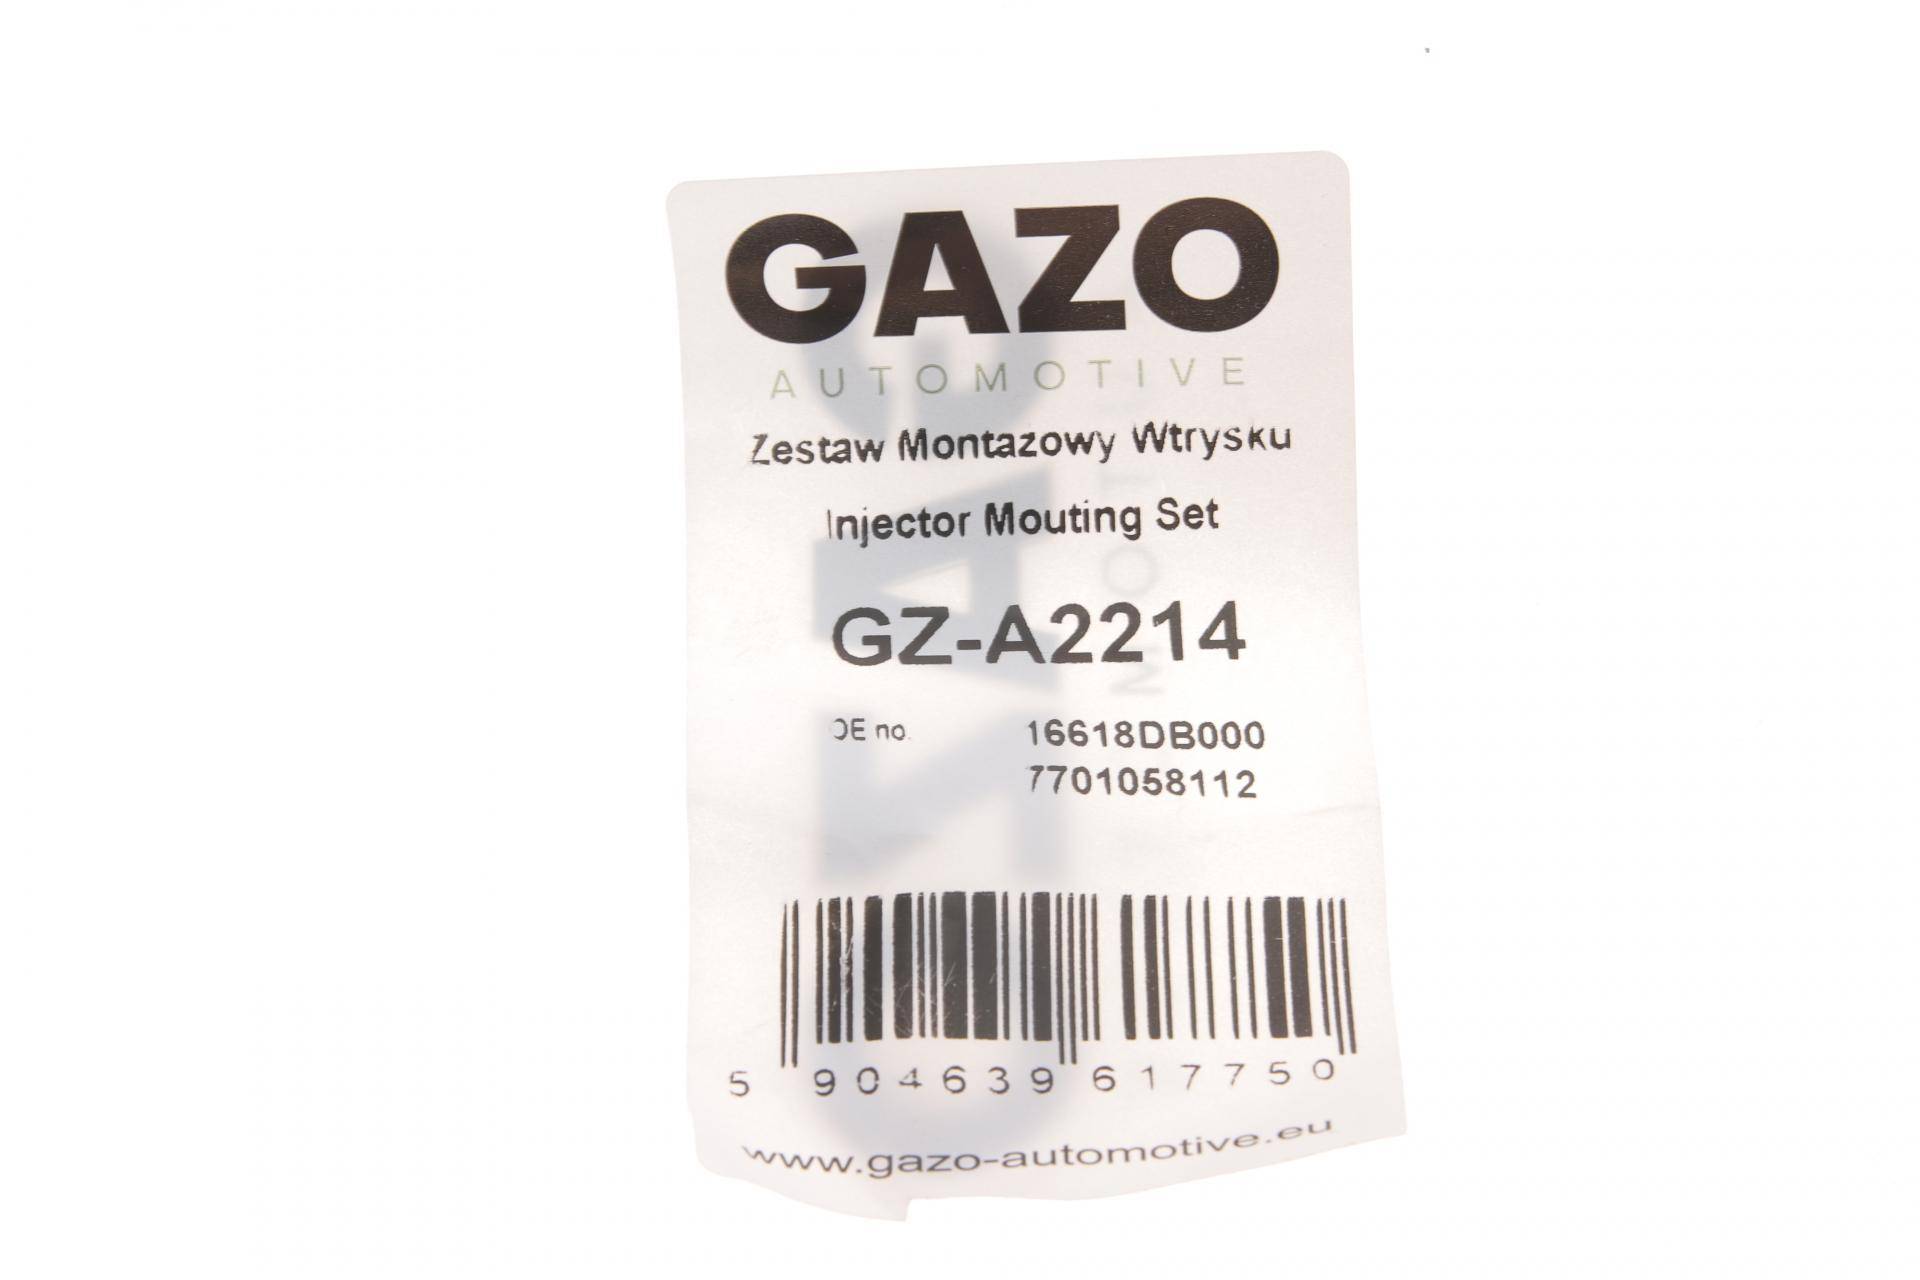 GAZO
AUTOMOTIVE
Zestaw Montazowy Wtrysku
Injector Mouting Set
GZ-A2214
OE no. 16618DB000
7701058112
5 904639 617750
www.gazo-automotive.eu